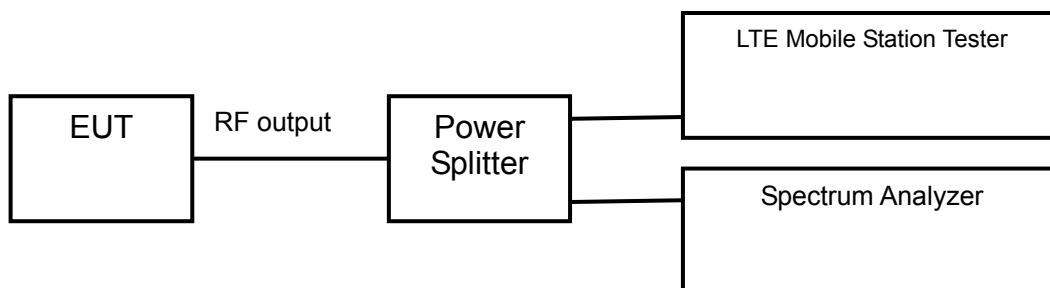 LTE Mobile Station Tester
EUT
RF output
Power
Splitter
Spectrum Analyzer